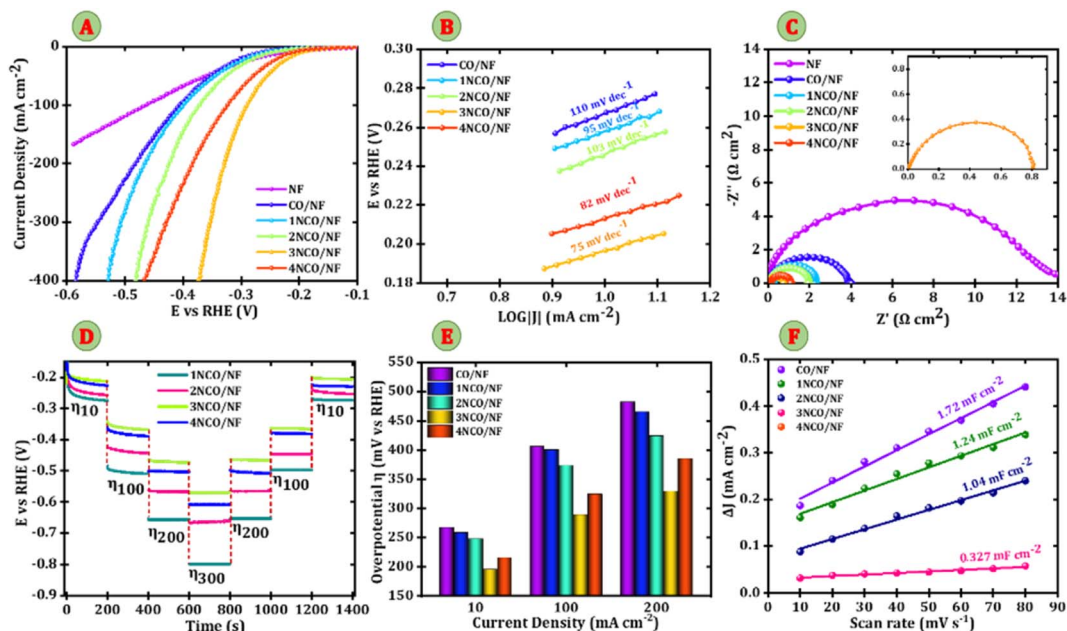 A
0
-100
-200
-300
-400
-0.6
-0.5
-0.4
-0.3
-0.2
-0.1
Current Density (mA cm-2)
E vs RHE (V)
NF
CO/NF
1NCO/NF
2NCO/NF
3NCO/NF
4NCO/NF
B
0.30
0.28
0.26
0.24
0.22
0.20
0.18
0.7
0.8
0.9
1.0
1.1
1.2
E vs RHE (V)
LOG|J| (mA cm-2)
CO/NF
1NCO/NF
2NCO/NF
3NCO/NF
4NCO/NF
110 mV dec-1
95 mV dec-1
103 mV dec-1
82 mV dec-1
75 mV dec-1
C
14
12
10
8
6
4
2
0
0
2
4
6
8
10
12
14
-Z'' (Ω cm2)
Z' (Ω cm2)
NF
CO/NF
1NCO/NF
2NCO/NF
3NCO/NF
4NCO/NF
0.8
0.6
0.4
0.2
0.0
0.0
0.2
0.4
0.6
0.8
D
-0.2
-0.3
-0.4
-0.5
-0.6
-0.7
-0.8
-0.9
0
200
400
600
800
1000
1200
1400
E vs RHE (V)
Time (s)
1NCO/NF
2NCO/NF
3NCO/NF
4NCO/NF
η10
η100
η200
η300
η200
η100
η10
E
550
500
450
400
350
300
250
200
150
10
100
200
Overpotential η (mV vs RHE)
Current Density (mA cm-2)
CO/NF
1NCO/NF
2NCO/NF
3NCO/NF
4NCO/NF
F
0.5
0.4
0.3
0.2
0.1
0.0
0
10
20
30
40
50
60
70
80
90
ΔJ (mA cm-2)
Scan rate (mV s-1)
CO/NF
1NCO/NF
2NCO/NF
3NCO/NF
4NCO/NF
1.72 mF cm-2
1.24 mF cm-2
1.04 mF cm-2
0.327 mF cm-2